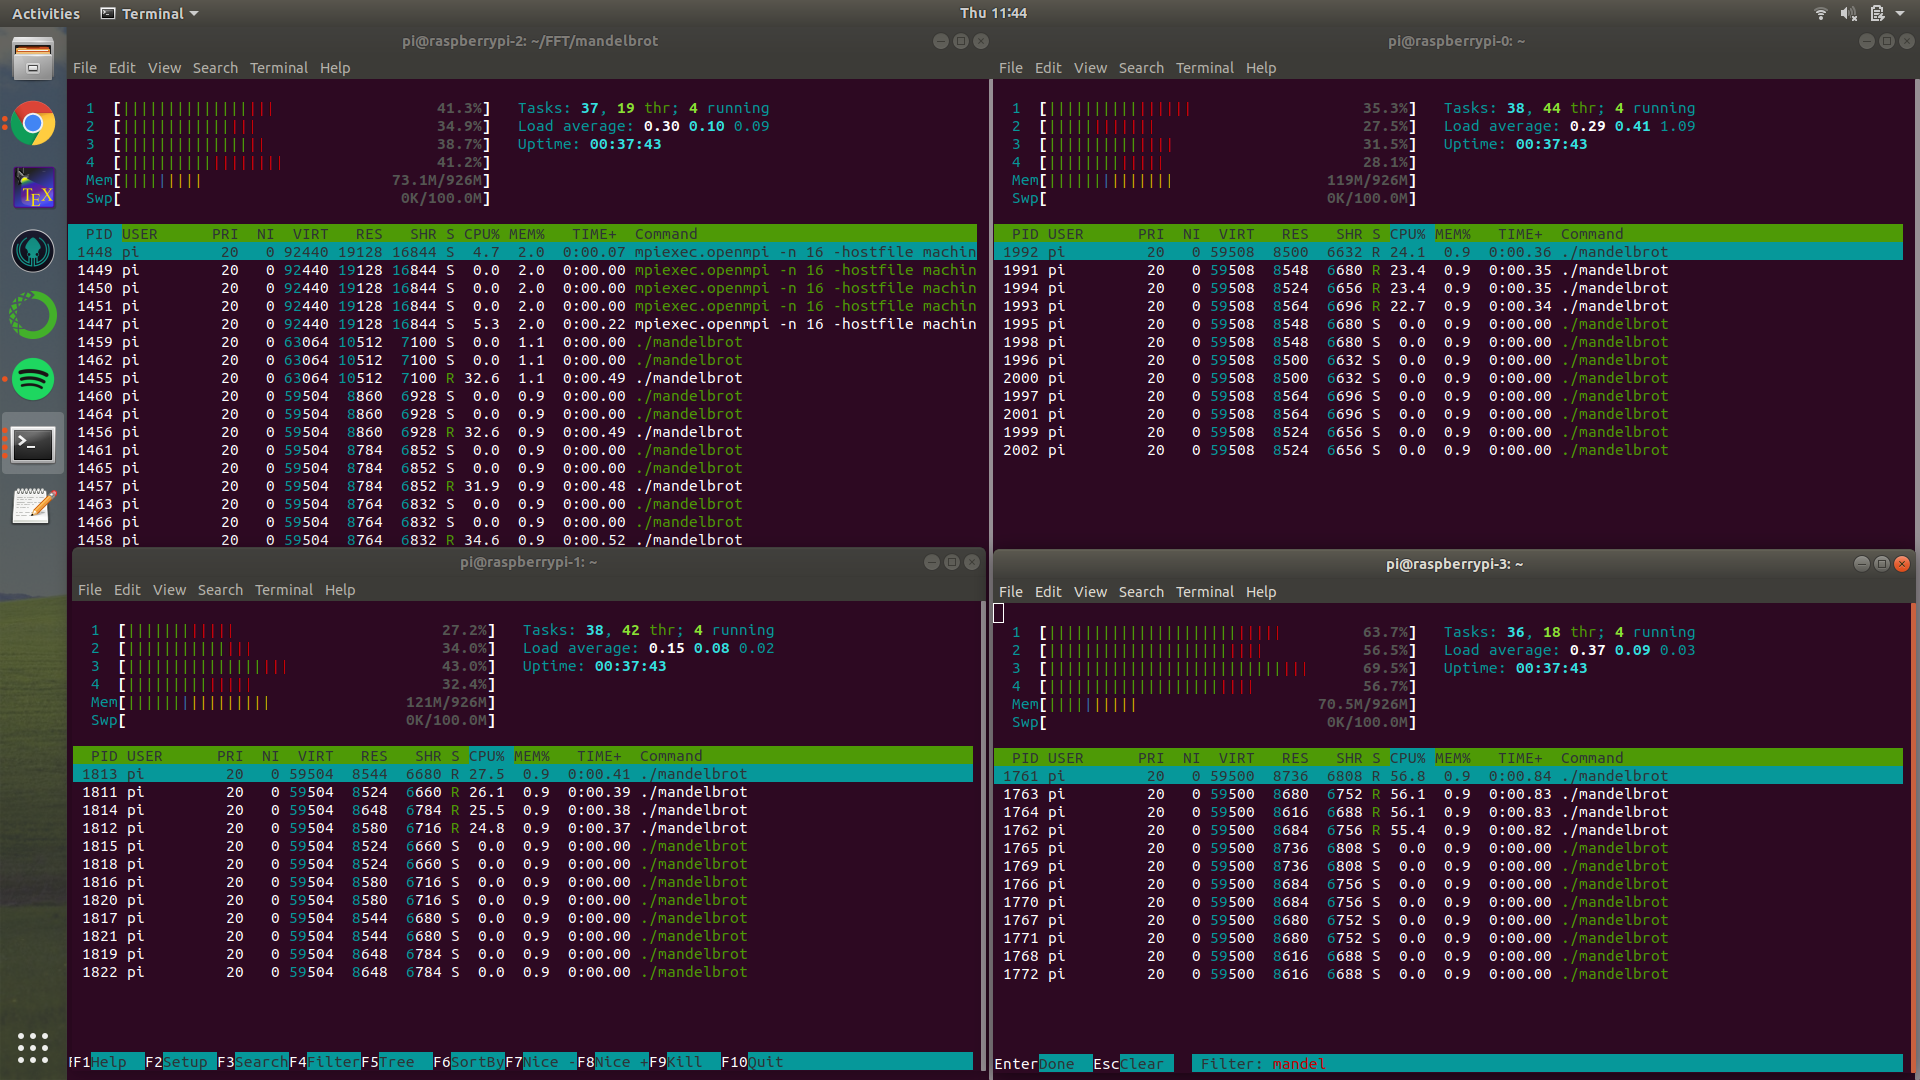 Activities Terminal Thu 11:44
pi@raspberrypi-2: ~/FFT/mandelbrot
File Edit View Search Terminal Help
1 [||||||||||||||||| 41.3%] Tasks: 37, 19 thr; 4 running
2 [||||||||||||||| 34.9%] Load average: 0.30 0.10 0.09
3 [|||||||||||||||| 38.7%] Uptime: 00:37:43
4 [|||||||||||||||||| 41.2%]
Mem[||||||||| 73.1M/926M]
Swp[ 0K/100.0M]
PID USER PRI NI VIRT RES SHR S CPU% MEM% TIME+ Command
1448 pi 20 0 92440 19128 16844 S 4.7 2.0 0:00.07 mpiexec.openmpi -n 16 -hostfile machin
1449 pi 20 0 92440 19128 16844 S 0.0 2.0 0:00.00 mpiexec.openmpi -n 16 -hostfile machin
1450 pi 20 0 92440 19128 16844 S 0.0 2.0 0:00.00 mpiexec.openmpi -n 16 -hostfile machin
1451 pi 20 0 92440 19128 16844 S 0.0 2.0 0:00.00 mpiexec.openmpi -n 16 -hostfile machin
1447 pi 20 0 92440 19128 16844 S 5.3 2.0 0:00.22 mpiexec.openmpi -n 16 -hostfile machin
1459 pi 20 0 63064 10512 7100 S 0.0 1.1 0:00.00 ./mandelbrot
1462 pi 20 0 63064 10512 7100 S 0.0 1.1 0:00.00 ./mandelbrot
1455 pi 20 0 63064 10512 7100 R 32.6 1.1 0:00.49 ./mandelbrot
1460 pi 20 0 59504 8860 6928 S 0.0 0.9 0:00.00 ./mandelbrot
1464 pi 20 0 59504 8860 6928 S 0.0 0.9 0:00.00 ./mandelbrot
1456 pi 20 0 59504 8860 6928 R 32.6 0.9 0:00.49 ./mandelbrot
1461 pi 20 0 59504 8784 6852 S 0.0 0.9 0:00.00 ./mandelbrot
1465 pi 20 0 59504 8784 6852 S 0.0 0.9 0:00.00 ./mandelbrot
1457 pi 20 0 59504 8784 6852 R 31.9 0.9 0:00.48 ./mandelbrot
1463 pi 20 0 59504 8764 6832 S 0.0 0.9 0:00.00 ./mandelbrot
1466 pi 20 0 59504 8764 6832 S 0.0 0.9 0:00.00 ./mandelbrot
1458 pi 20 0 59504 8764 6832 R 34.6 0.9 0:00.52 ./mandelbrot
pi@raspberrypi-0: ~
File Edit View Search Terminal Help
1 [|||||||||||||||| 35.3%] Tasks: 38, 44 thr; 4 running
2 [|||||||||||| 27.5%] Load average: 0.29 0.41 1.09
3 [|||||||||||||| 31.5%] Uptime: 00:37:43
4 [||||||||||||| 28.1%]
Mem[|||||||||||||| 119M/926M]
Swp[ 0K/100.0M]
PID USER PRI NI VIRT RES SHR S CPU% MEM% TIME+ Command
1992 pi 20 0 59508 8500 6632 R 24.1 0.9 0:00.36 ./mandelbrot
1991 pi 20 0 59508 8548 6680 R 23.4 0.9 0:00.35 ./mandelbrot
1994 pi 20 0 59508 8524 6656 R 23.4 0.9 0:00.35 ./mandelbrot
1993 pi 20 0 59508 8564 6696 R 22.7 0.9 0:00.34 ./mandelbrot
1995 pi 20 0 59508 8548 6680 S 0.0 0.9 0:00.00 ./mandelbrot
1998 pi 20 0 59508 8548 6680 S 0.0 0.9 0:00.00 ./mandelbrot
1996 pi 20 0 59508 8500 6632 S 0.0 0.9 0:00.00 ./mandelbrot
2000 pi 20 0 59508 8500 6632 S 0.0 0.9 0:00.00 ./mandelbrot
1997 pi 20 0 59508 8564 6696 S 0.0 0.9 0:00.00 ./mandelbrot
2001 pi 20 0 59508 8564 6696 S 0.0 0.9 0:00.00 ./mandelbrot
1999 pi 20 0 59508 8524 6656 S 0.0 0.9 0:00.00 ./mandelbrot
2002 pi 20 0 59508 8524 6656 S 0.0 0.9 0:00.00 ./mandelbrot
pi@raspberrypi-1: ~
File Edit View Search Terminal Help
1 [|||||||||||| 27.2%] Tasks: 38, 42 thr; 4 running
2 [|||||||||||||| 34.0%] Load average: 0.15 0.08 0.02
3 [|||||||||||||||||| 43.0%] Uptime: 00:37:43
4 [|||||||||||||| 32.4%]
Mem[|||||||||||||||| 121M/926M]
Swp[ 0K/100.0M]
PID USER PRI NI VIRT RES SHR S CPU% MEM% TIME+ Command
1813 pi 20 0 59504 8544 6680 R 27.5 0.9 0:00.41 ./mandelbrot
1811 pi 20 0 59504 8524 6660 R 26.1 0.9 0:00.39 ./mandelbrot
1814 pi 20 0 59504 8648 6784 R 25.5 0.9 0:00.38 ./mandelbrot
1812 pi 20 0 59504 8580 6716 R 24.8 0.9 0:00.37 ./mandelbrot
1815 pi 20 0 59504 8524 6660 S 0.0 0.9 0:00.00 ./mandelbrot
1818 pi 20 0 59504 8524 6660 S 0.0 0.9 0:00.00 ./mandelbrot
1816 pi 20 0 59504 8580 6716 S 0.0 0.9 0:00.00 ./mandelbrot
1820 pi 20 0 59504 8580 6716 S 0.0 0.9 0:00.00 ./mandelbrot
1817 pi 20 0 59504 8544 6680 S 0.0 0.9 0:00.00 ./mandelbrot
1821 pi 20 0 59504 8544 6680 S 0.0 0.9 0:00.00 ./mandelbrot
1819 pi 20 0 59504 8648 6784 S 0.0 0.9 0:00.00 ./mandelbrot
1822 pi 20 0 59504 8648 6784 S 0.0 0.9 0:00.00 ./mandelbrot
F1Help F2Setup F3SearchF4FilterF5Tree F6SortByF7Nice -F8Nice +F9Kill F10Quit
pi@raspberrypi-3: ~
File Edit View Search Terminal Help
1 [|||||||||||||||||||||||||| 63.7%] Tasks: 36, 18 thr; 4 running
2 [|||||||||||||||||||||||| 56.5%] Load average: 0.37 0.09 0.03
3 [||||||||||||||||||||||||||||| 69.5%] Uptime: 00:37:43
4 [||||||||||||||||||||||| 56.7%]
Mem[|||||||||| 70.5M/926M]
Swp[ 0K/100.0M]
PID USER PRI NI VIRT RES SHR S CPU% MEM% TIME+ Command
1761 pi 20 0 59500 8736 6808 R 56.8 0.9 0:00.84 ./mandelbrot
1763 pi 20 0 59500 8680 6752 R 56.1 0.9 0:00.83 ./mandelbrot
1764 pi 20 0 59500 8616 6688 R 56.1 0.9 0:00.83 ./mandelbrot
1762 pi 20 0 59500 8684 6756 R 55.4 0.9 0:00.82 ./mandelbrot
1765 pi 20 0 59500 8736 6808 S 0.0 0.9 0:00.00 ./mandelbrot
1769 pi 20 0 59500 8736 6808 S 0.0 0.9 0:00.00 ./mandelbrot
1766 pi 20 0 59500 8684 6756 S 0.0 0.9 0:00.00 ./mandelbrot
1770 pi 20 0 59500 8684 6756 S 0.0 0.9 0:00.00 ./mandelbrot
1767 pi 20 0 59500 8680 6752 S 0.0 0.9 0:00.00 ./mandelbrot
1771 pi 20 0 59500 8680 6752 S 0.0 0.9 0:00.00 ./mandelbrot
1768 pi 20 0 59500 8616 6688 S 0.0 0.9 0:00.00 ./mandelbrot
1772 pi 20 0 59500 8616 6688 S 0.0 0.9 0:00.00 ./mandelbrot
EnterDone EscClear Filter: mandel
TEX